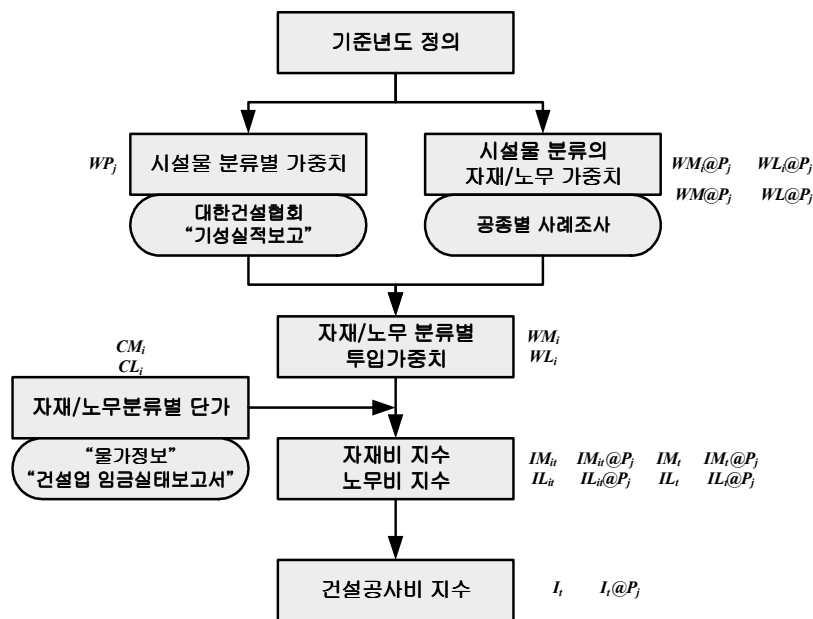 기준년도 정의
WPj
시설물 분류별 가중치
대한건설협회
“기성실적보고”
시설물 분류의
자재/노무 가중치
공종별 사례조사
WMi@Pj WLi@Pj
WM@Pj WL@Pj
자재/노무 분류별
투입가중치
WMi
WLi
CMi
CLi
자재/노무분류별 단가
“물가정보”
“건설업 임금실태보고서”
자재비 지수
노무비 지수
IMit IMit@Pj IMt IMt@Pj
ILit ILit@Pj ILt ILt@Pj
건설공사비 지수
It It@Pj